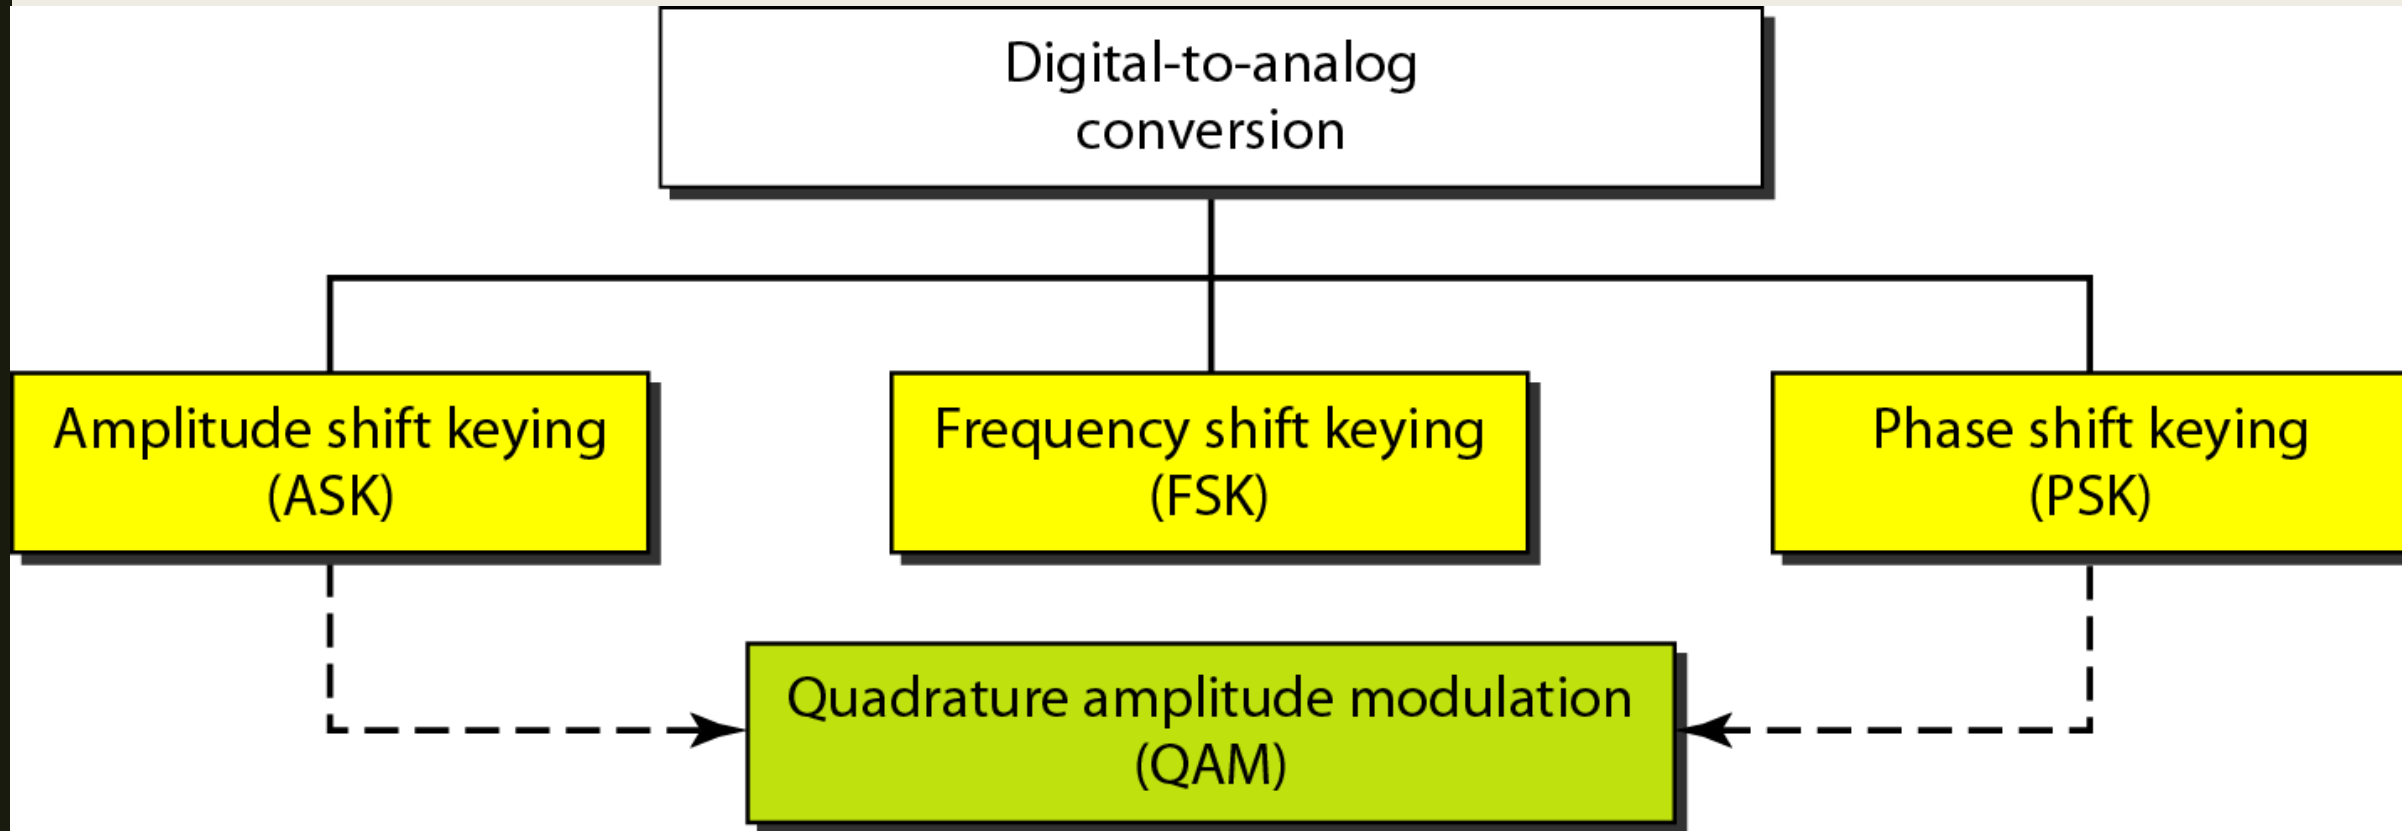 Digital-to-analog
conversion
Amplitude shift keying
(ASK)
Frequency shift keying
(FSK)
Phase shift keying
(PSK)
Quadrature amplitude modulation
(QAM)